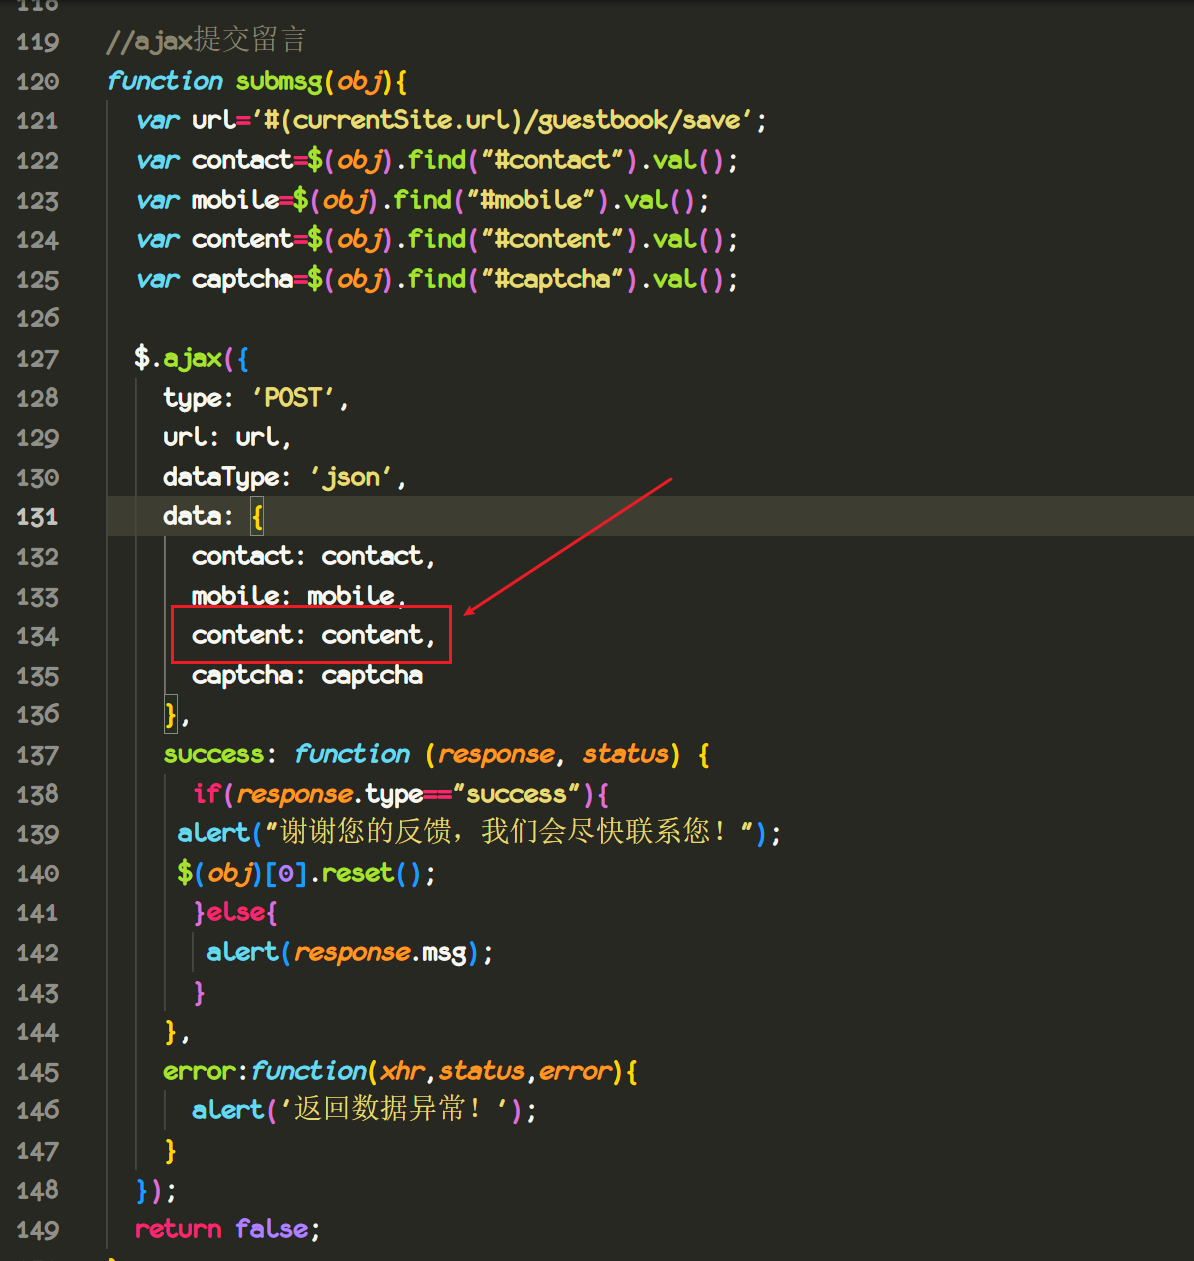 118
119 //ajax提交留言
120 function submsg(obj){
121 var url='#(currentSite.url)/guestbook/save';
122 var contact=$(obj).find("#contact").val();
123 var mobile=$(obj).find("#mobile").val();
124 var content=$(obj).find("#content").val();
125 var captcha=$(obj).find("#captcha").val();
126
127 $.ajax({
128 type: 'POST',
129 url: url,
130 dataType: 'json',
131 data: {
132 contact: contact,
133 mobile: mobile,
134 content: content,
135 captcha: captcha
136 },
137 success: function (response, status) {
138 if(response.type=="success"){
139 alert("谢谢您的反馈，我们会尽快联系您！");
140 $(obj)[0].reset();
141 }else{
142 alert(response.msg);
143 }
144 },
145 error:function(xhr,status,error){
146 alert('返回数据异常！');
147 }
148 });
149 return false;
}